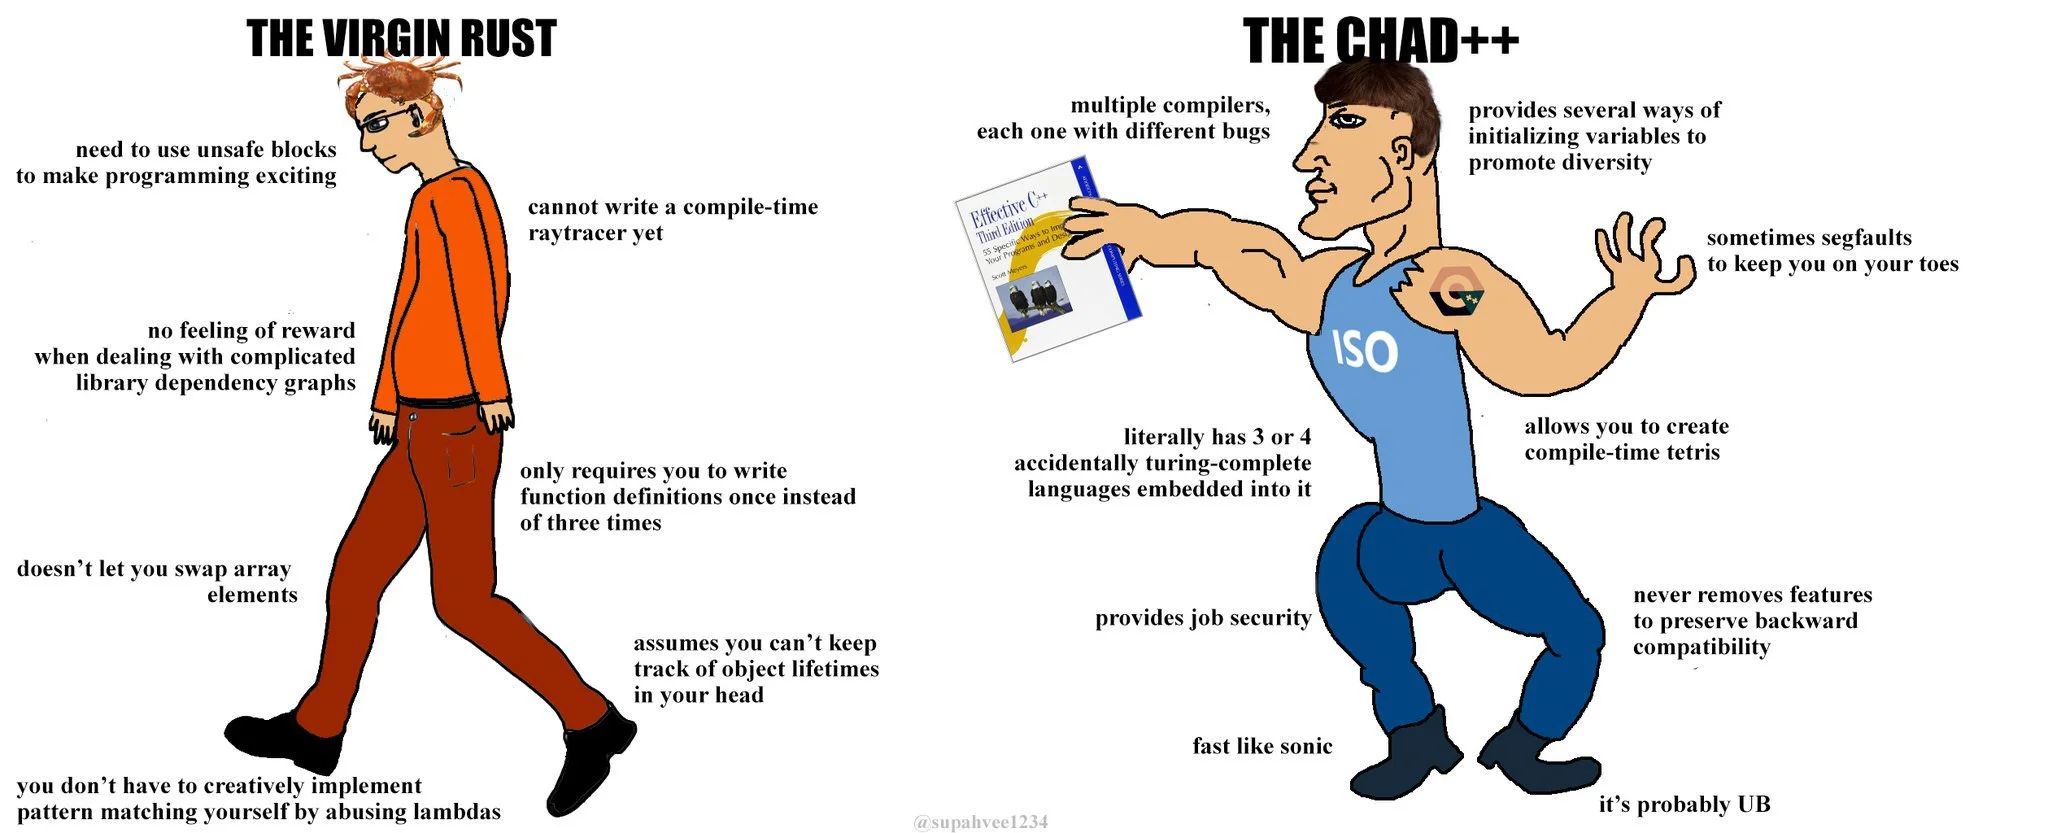 THE VIRGIN RUST
need to use unsafe blocks
to make programming exciting
cannot write a compile-time
raytracer yet
no feeling of reward
when dealing with complicated
library dependency graphs
only requires you to write
function definitions once instead
of three times
doesn't let you swap array
elements
assumes you can't keep
track of object lifetimes
in your head
you don't have to creatively implement
pattern matching yourself by abusing lambdas
THE CHAD++
multiple compilers,
each one with different bugs
provides several ways of
initializing variables to
promote diversity
Effective C++
Third Edition
55 Specific Ways to
Your Programs and
Scott Meyers
sometimes segfaults
to keep you on your toes
ISO
C++
literally has 3 or 4
accidentally turing-complete
languages embedded into it
allows you to create
compile-time tetris
provides job security
never removes features
to preserve backward
compatibility
fast like sonic
it's probably UB
@supahvee1234